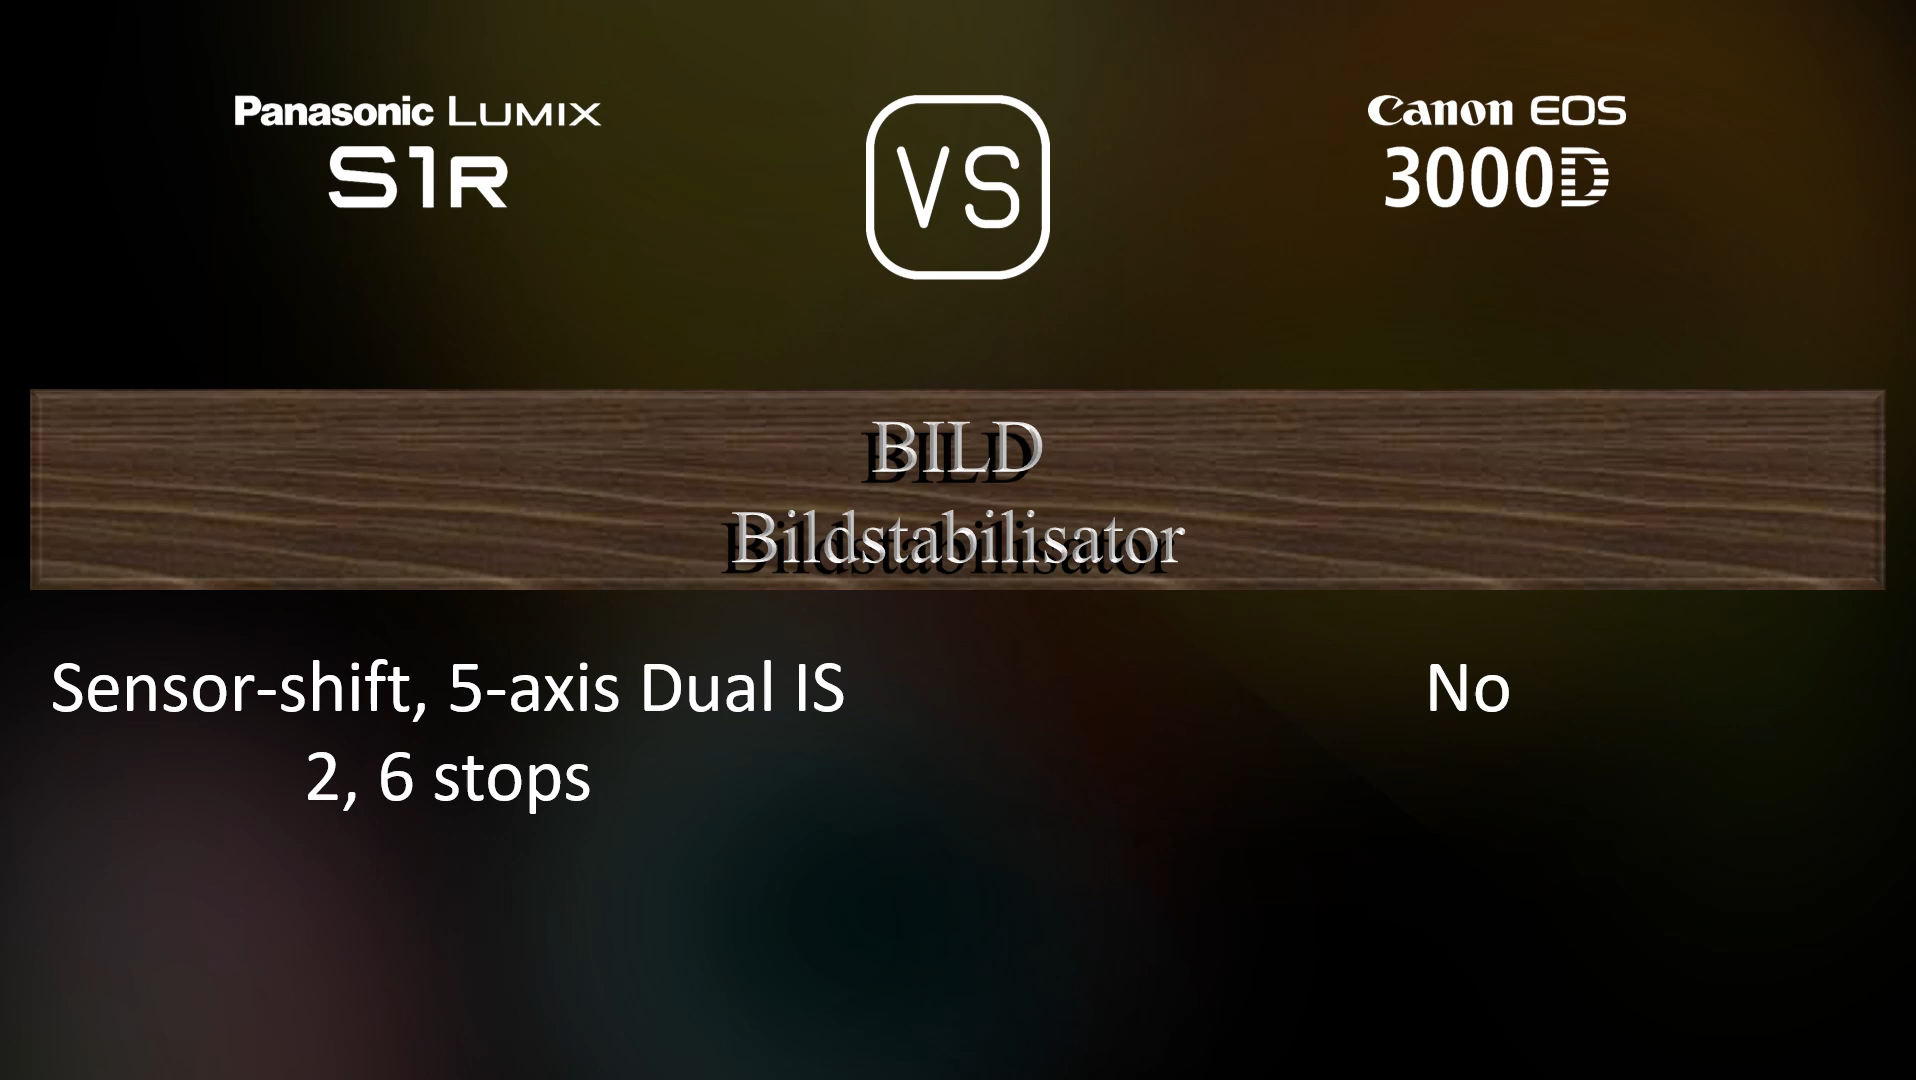 Panasonic LUMIX
S1R
VS
Canon EOS
3000D
BILD
Bildstabilisator
Sensor-shift, 5-axis Dual IS
2, 6 stops
No